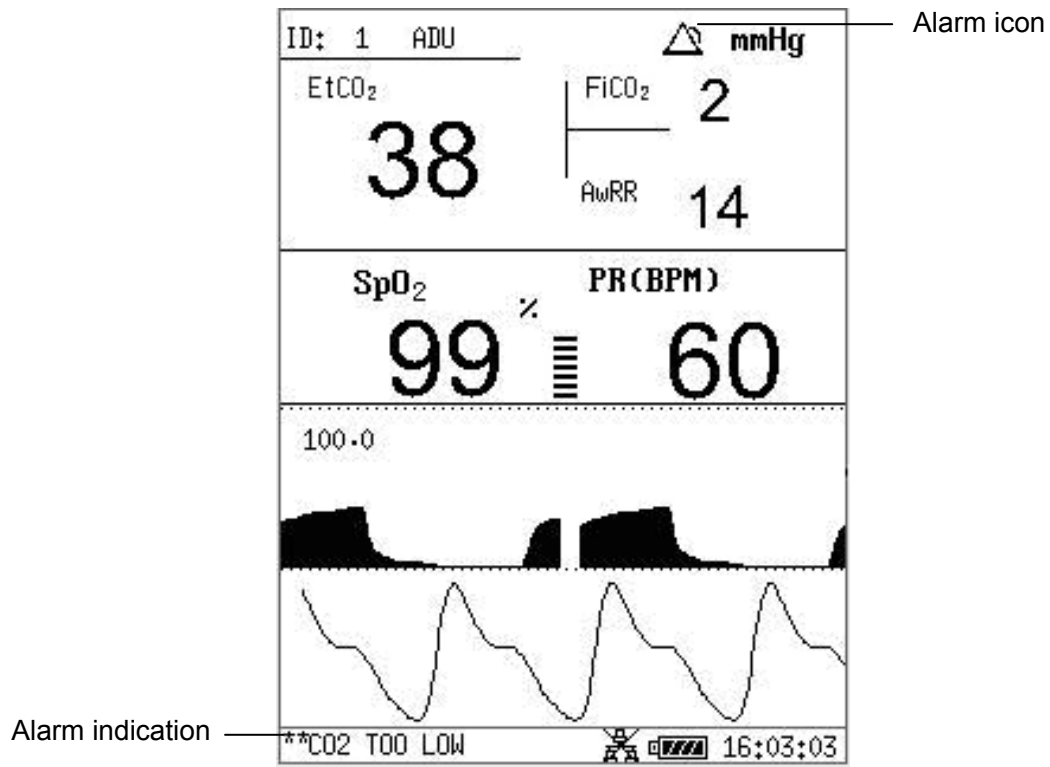 Alarm icon
ID: 1 ADU mmHg
EtCO₂ FiCO₂ 2
38
AwRR 14
SpO₂ % PR(BPM)
99 60
100.0
Alarm indication
**CO2 TOO LOW 16:03:03